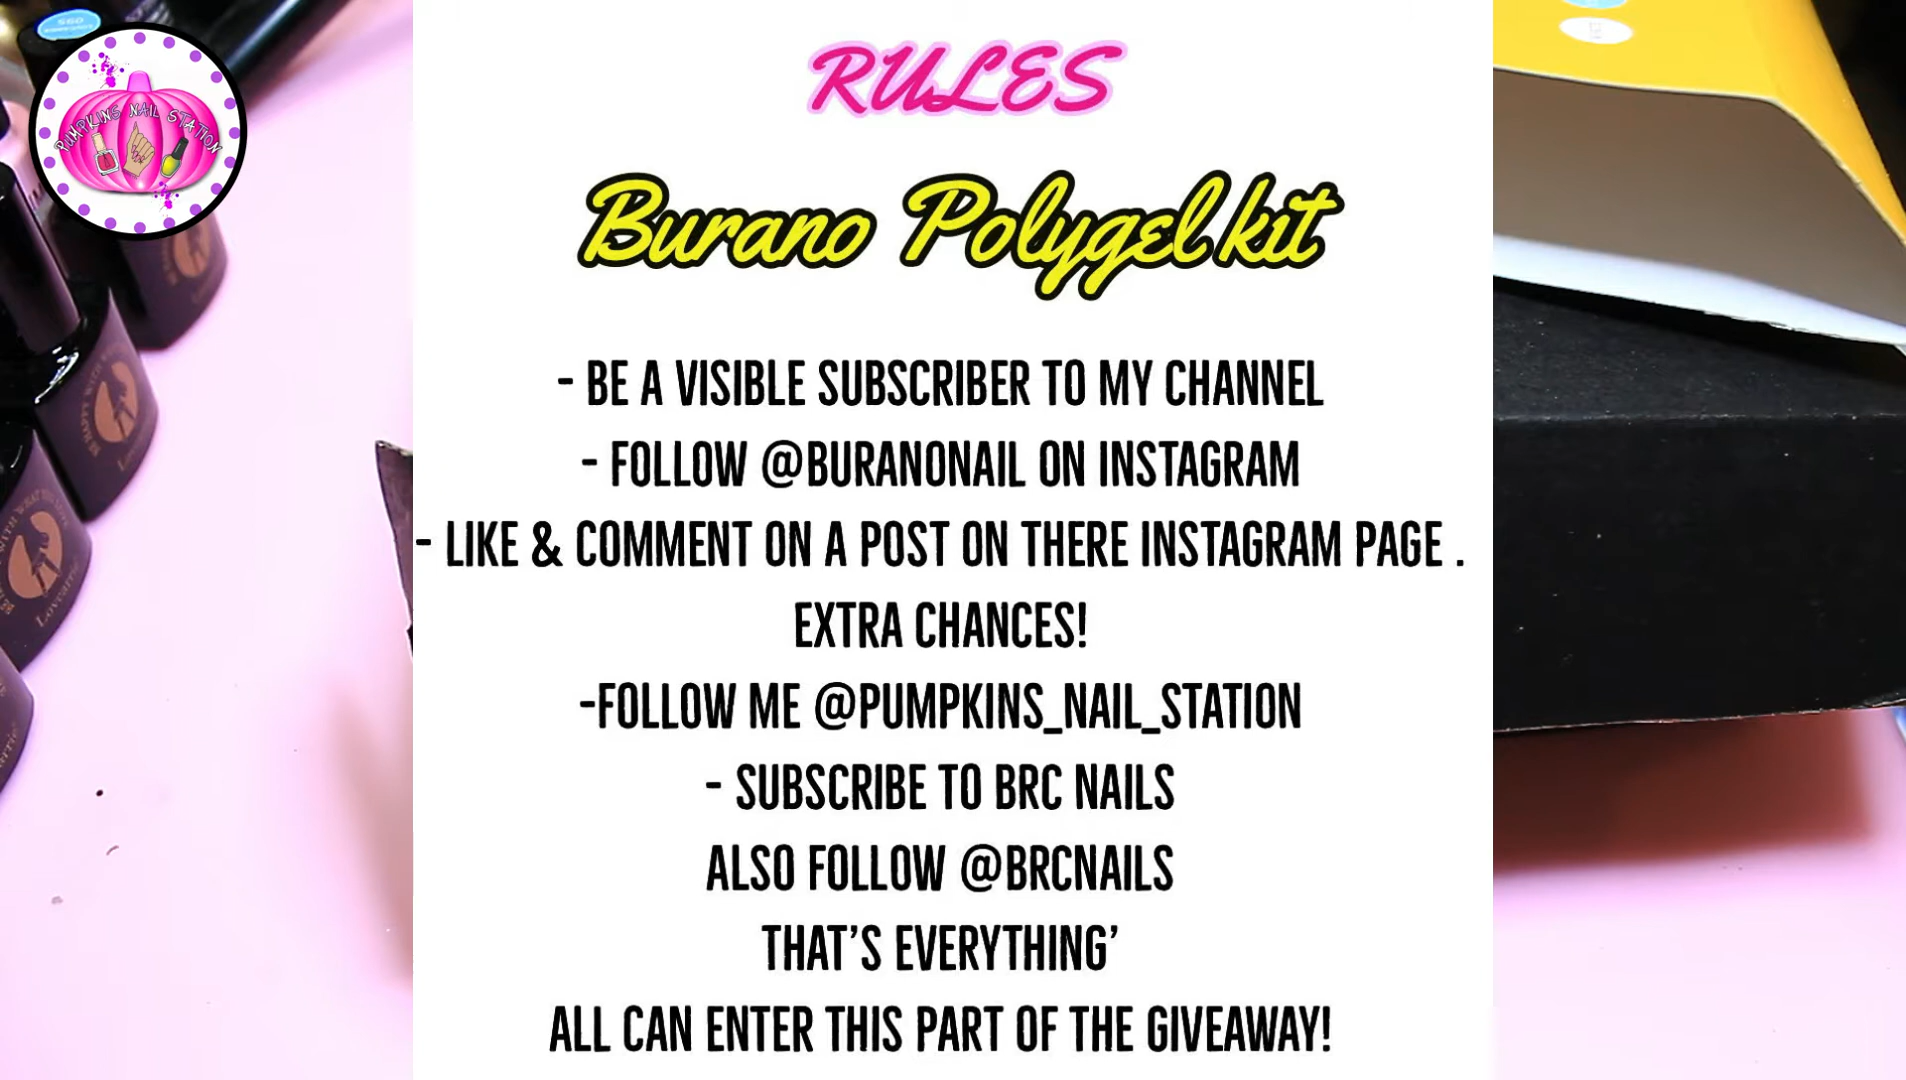 S60
PUMPKINS NAIL STATION
RULES
Burano Polygel kit
- BE A VISIBLE SUBSCRIBER TO MY CHANNEL
- FOLLOW @BURANONAIL ON INSTAGRAM
- LIKE & COMMENT ON A POST ON THERE INSTAGRAM PAGE .
EXTRA CHANCES!
-FOLLOW ME @PUMPKINS_NAIL_STATION
- SUBSCRIBE TO BRC NAILS
ALSO FOLLOW @BRCNAILS
THAT’S EVERYTHING’
ALL CAN ENTER THIS PART OF THE GIVEAWAY!